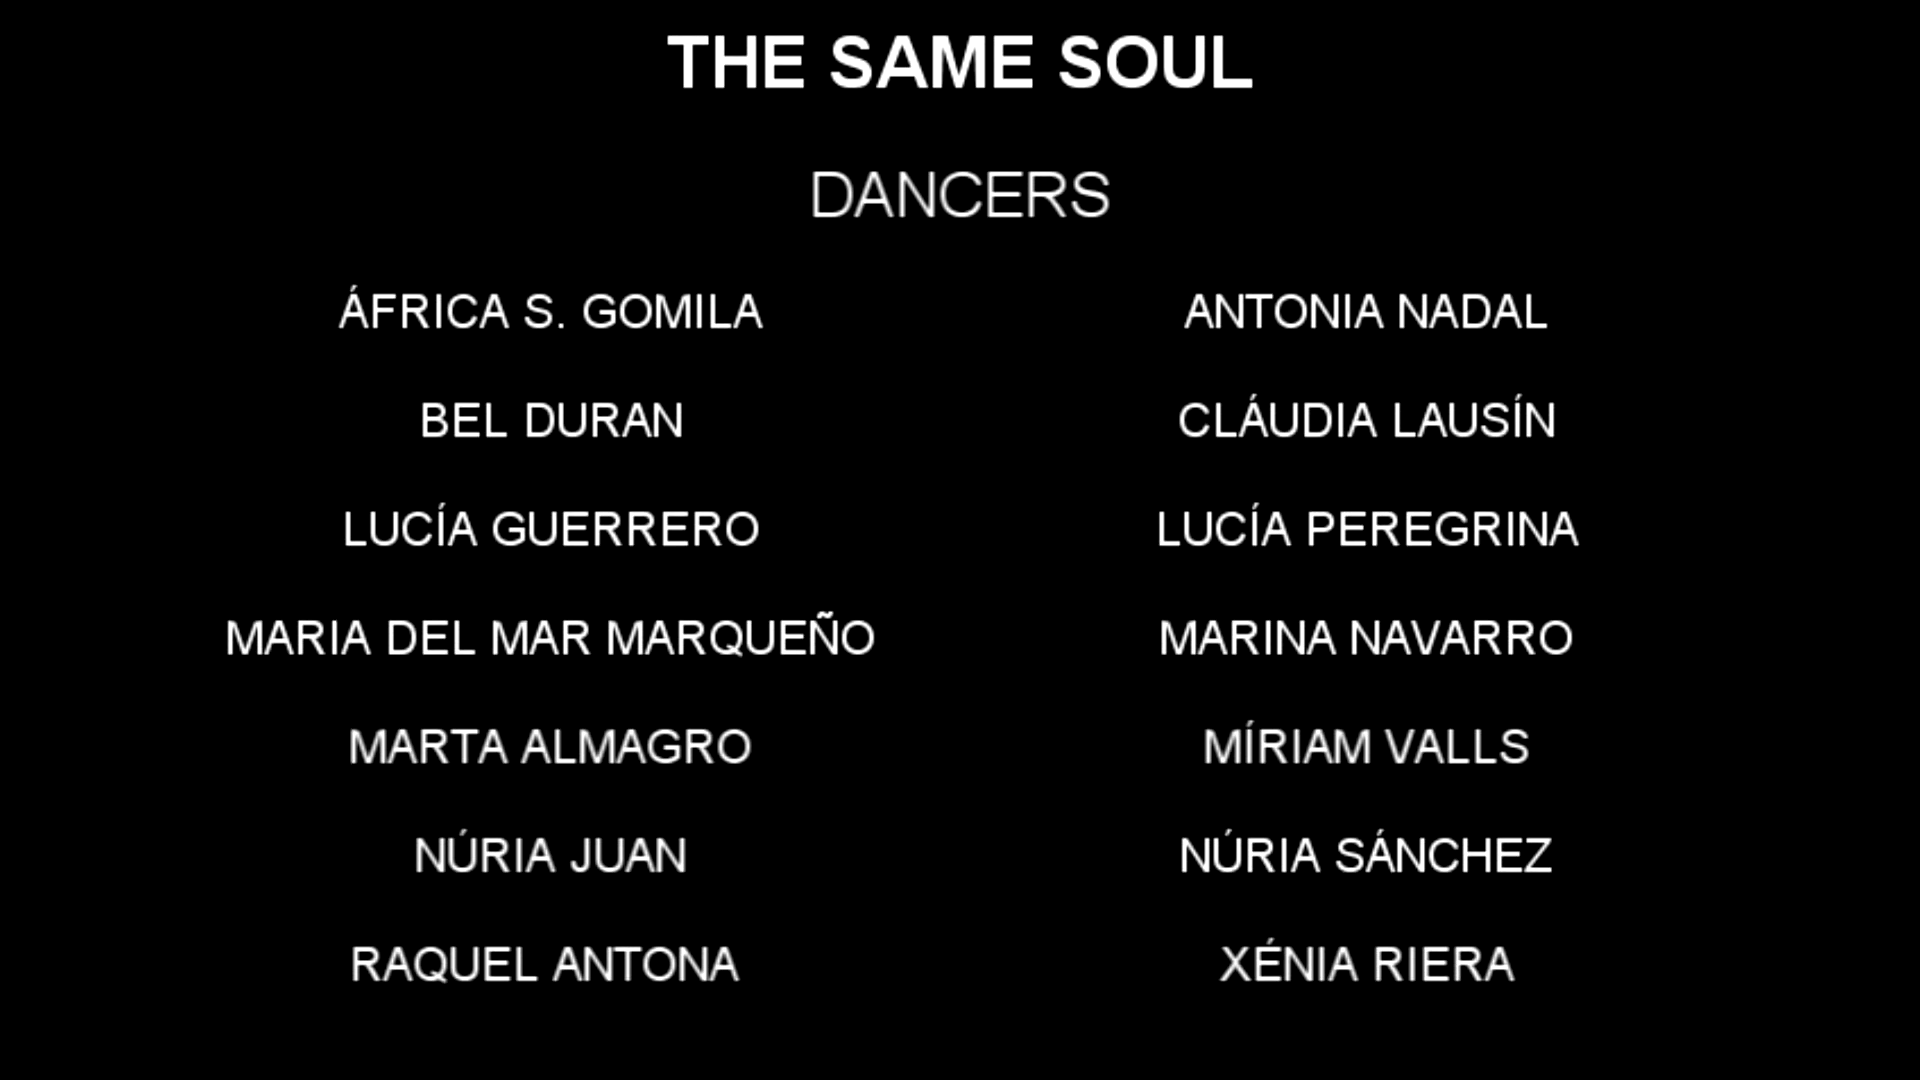 THE SAME SOUL
DANCERS
ÁFRICA S. GOMILA
ANTONIA NADAL
BEL DURAN
CLÁUDIA LAUSÍN
LUCÍA GUERRERO
LUCÍA PEREGRINA
MARIA DEL MAR MARQUEÑO
MARINA NAVARRO
MARTA ALMAGRO
MÍRIAM VALLS
NÚRIA JUAN
NÚRIA SÁNCHEZ
RAQUEL ANTONA
XÉNIA RIERA